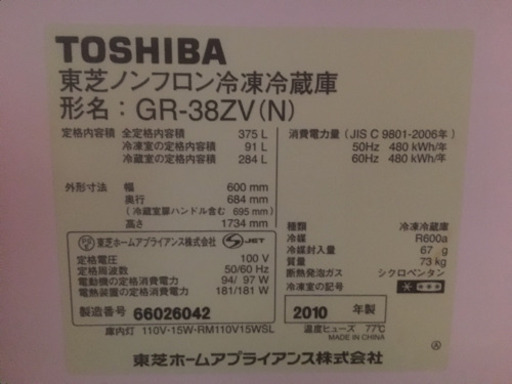 TOSHIBA
東芝ノンフロン冷凍冷蔵庫
形名：GR-38ZV(N)
定格内容積 全定格内容積 375 L
冷凍室の定格内容積 91 L
冷蔵室の定格内容積 284 L
消費電力量 (JIS C 9801-2006年)
50Hz 480 kWh/年
60Hz 480 kWh/年
外形寸法 幅 600 mm
奥行 684 mm
(冷蔵室扉ハンドル含む 695 mm)
高さ 1734 mm
東芝ホームアプライアンス株式会社 JET
定格電圧 100 V
定格周波数 50/60 Hz
電動機の定格消費電力 94/ 97 W
電熱装置の定格消費電力 181/181 W
製造番号 66026042
種類 冷凍冷蔵庫
冷媒 R600a
冷媒封入量 67 g
質量 73 kg
断熱発泡ガス シクロペンタン
冷凍室の記号
2010 年製
庫内灯 110V-15W-RM110V15WSL
温度ヒューズ 77℃
MADE IN CHINA
東芝ホームアプライアンス株式会社